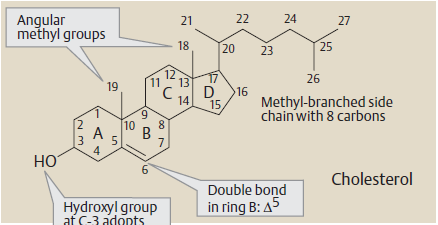 Angular
methyl groups
21
22
24
27
18
20
23
25
26
19
11
12
13
17
16
C
D
14
15
Methyl-branched side
chain with 8 carbons
1
2
10
9
8
3
A
5
B
7
4
HO
6
Cholesterol
Double bond
in ring B: Δ5
Hydroxyl group
at C-3 adopts